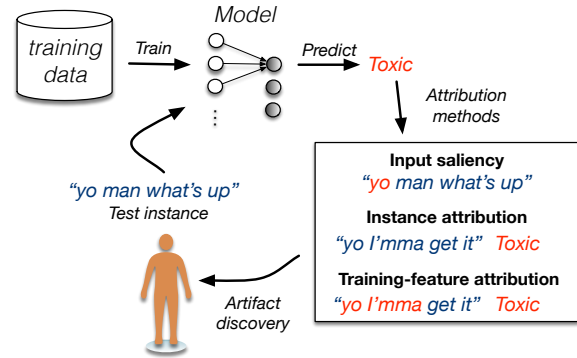 Model
training
data
Train
Predict
Toxic
Attribution
methods
⋮
"yo man what's up"
Test instance
Input saliency
"yo man what's up"
Instance attribution
"yo I'mma get it" Toxic
Training-feature attribution
"yo I'mma get it" Toxic
Artifact
discovery